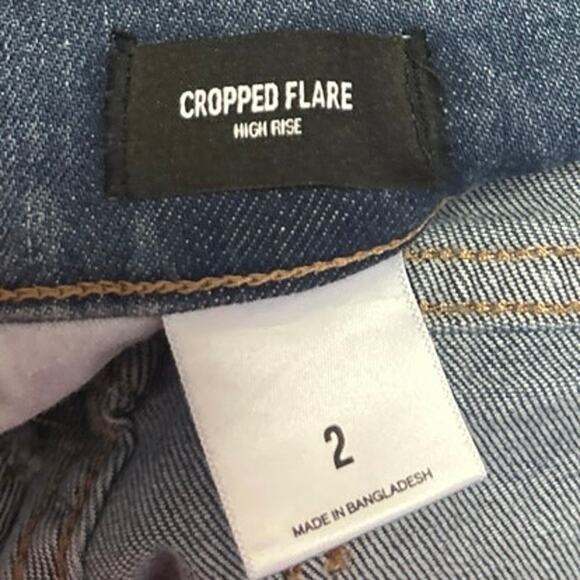 CROPPED FLARE
HIGH RISE
2
MADE IN BANGLADESH